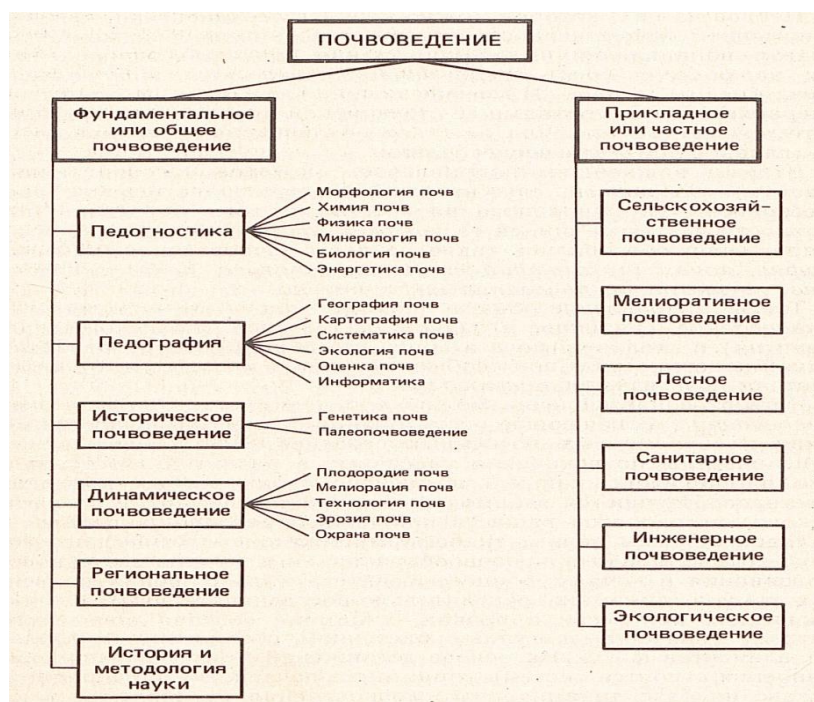 ПОЧВОВЕДЕНИЕ
Фундаментальное
или общее
почвоведение
Педогностика
Морфология почв
Химия почв
Физика почв
Минералогия почв
Биология почв
Энергетика почв
Педография
География почв
Картография почв
Систематика почв
Экология почв
Оценка почв
Информатика
Историческое
почвоведение
Генетика почв
Палеопочвоведение
Динамическое
почвоведение
Плодородие почв
Мелиорация почв
Технология почв
Эрозия почв
Охрана почв
Региональное
почвоведение
История и
методология
науки
Прикладное
или частное
почвоведение
Сельскохозяй-
ственное
почвоведение
Мелиоративное
почвоведение
Лесное
почвоведение
Санитарное
почвоведение
Инженерное
почвоведение
Экологическое
почвоведение